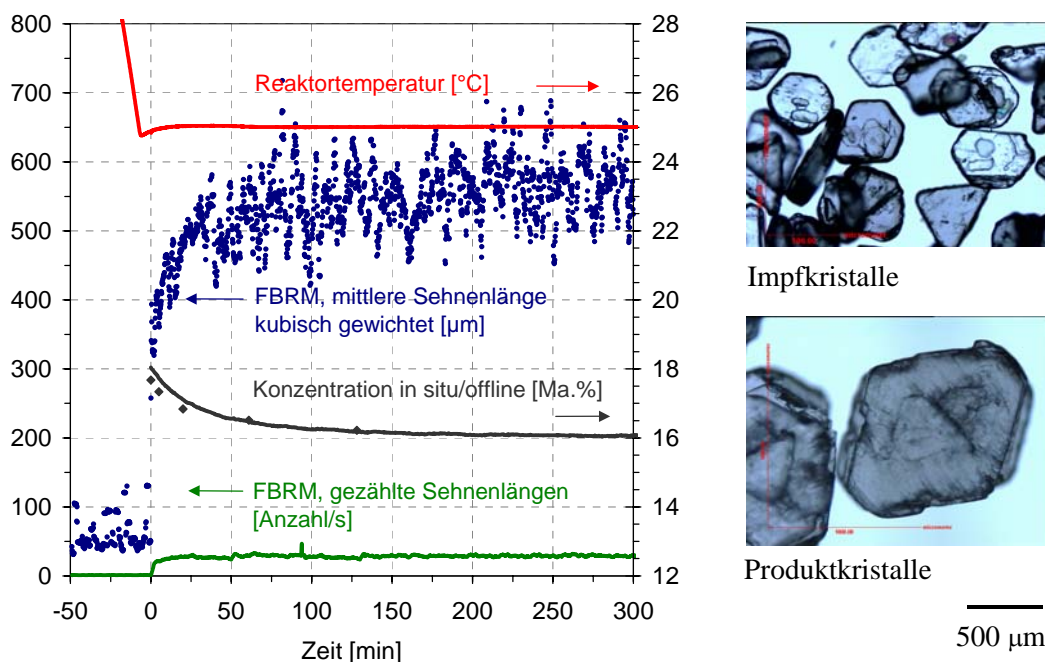 800
700
600
500
400
300
200
100
0
28
26
24
22
20
18
16
14
12
-50 0 50 100 150 200 250 300
Zeit [min]
Reaktortemperatur [°C]
FBRM, mittlere Sehnenlänge
kubisch gewichtet [µm]
Konzentration in situ/offline [Ma.%]
FBRM, gezählte Sehnenlängen
[Anzahl/s]
Impfkristalle
Produktkristalle
500 µm